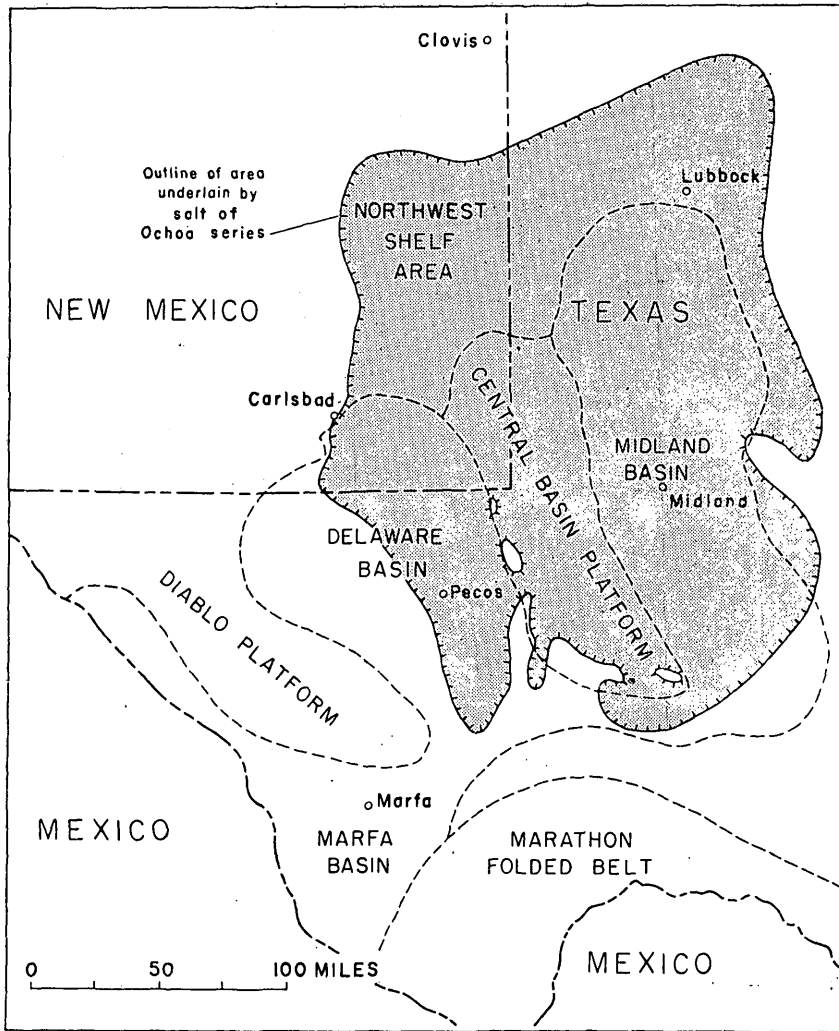 Clovis
Outline of area
underlain by
salt of
Ochoa series
Lubbock
NORTHWEST
SHELF
AREA
NEW MEXICO
TEXAS
Carlsbad
CENTRAL BASIN PLATFORM
MIDLAND
BASIN
Midland
DELAWARE
BASIN
Pecos
DIABLO PLATFORM
Marfa
MEXICO
MARFA
BASIN
MARATHON
FOLDED BELT
0 50 100 MILES
MEXICO